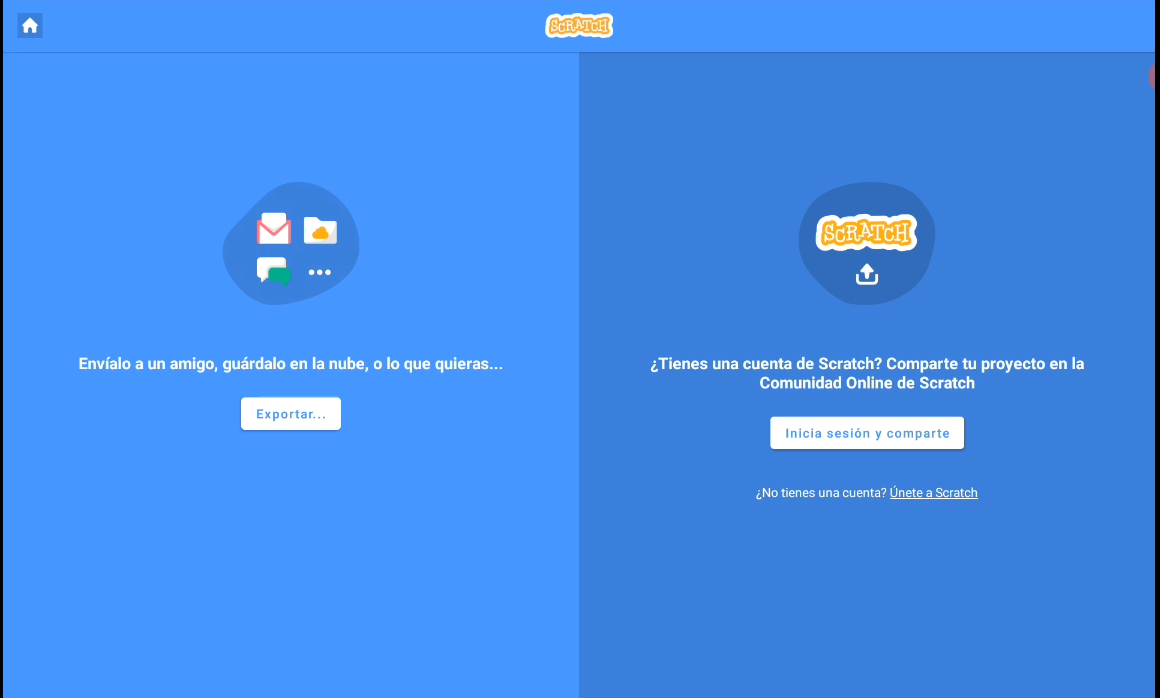 SCRATCH
Envíalo a un amigo, guárdalo en la nube, o lo que quieras...
Exportar...
SCRATCH
¿Tienes una cuenta de Scratch? Comparte tu proyecto en la
Comunidad Online de Scratch
Inicia sesión y comparte
¿No tienes una cuenta? Únete a Scratch